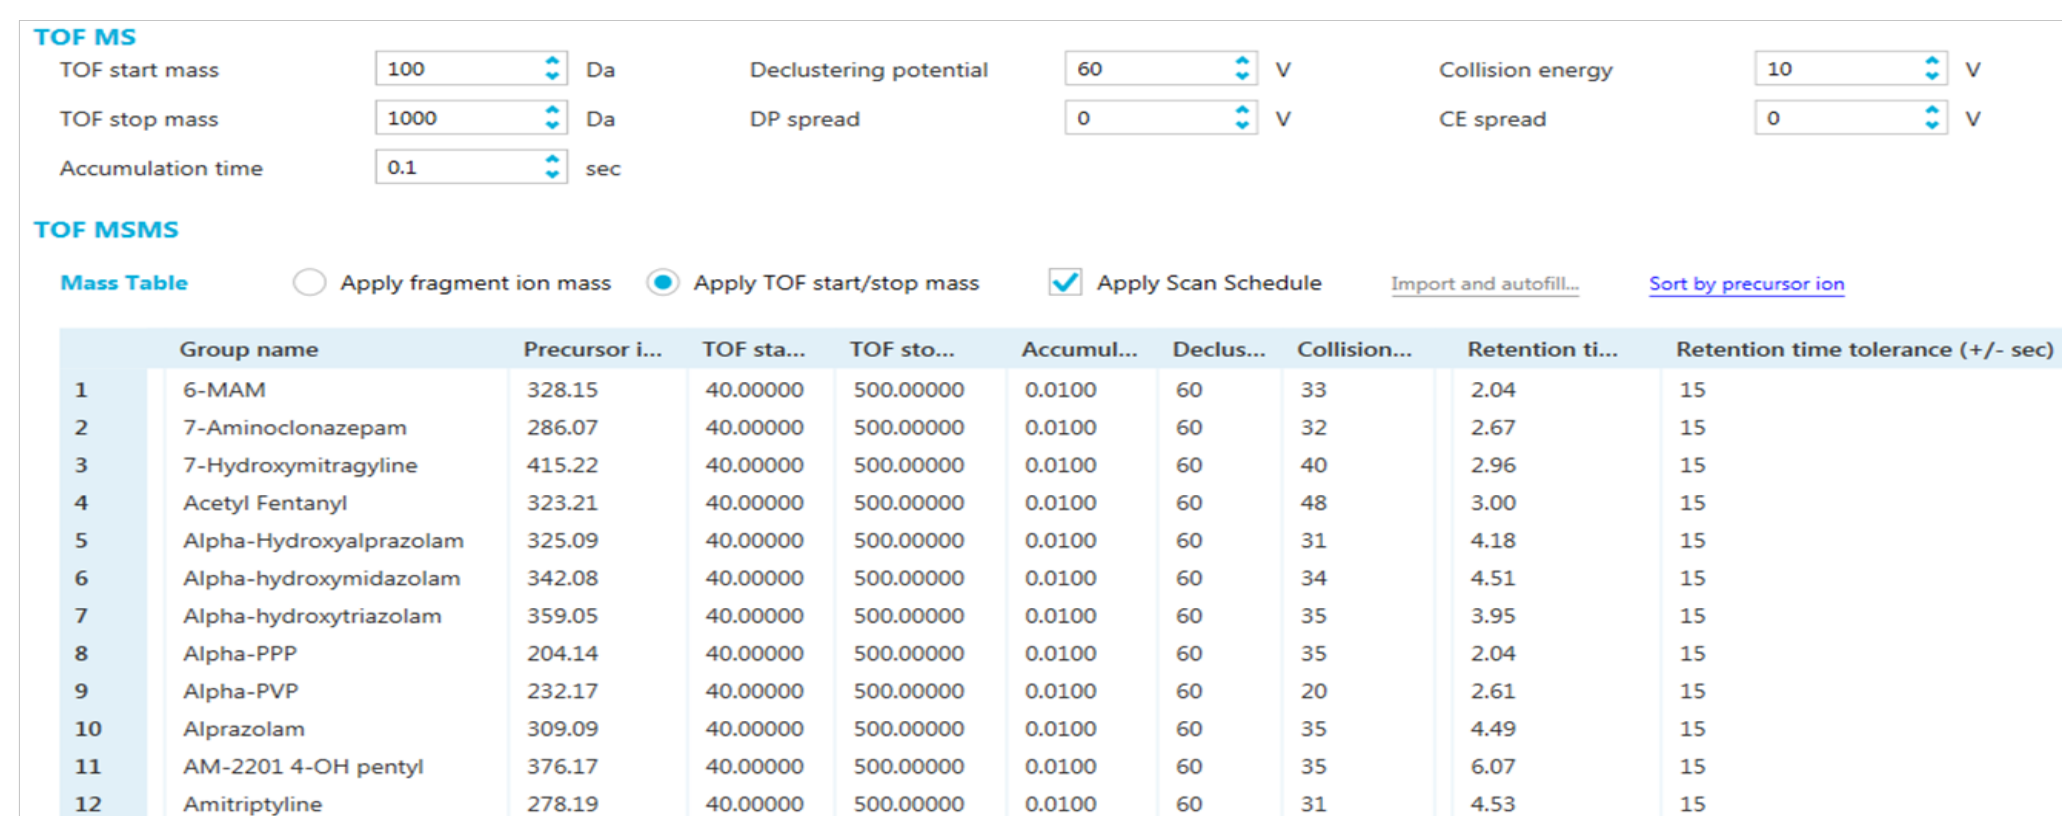 TOF MS
TOF start mass 100 Da Declustering potential 60 V Collision energy 10 V
TOF stop mass 1000 Da DP spread 0 V CE spread 0 V
Accumulation time 0.1 sec
TOF MSMS
Mass Table Apply fragment ion mass Apply TOF start/stop mass Apply Scan Schedule Import and autofill... Sort by precursor ion
Group name Precursor i... TOF sta... TOF sto... Accumul... Declus... Collision... Retention ti... Retention time tolerance (+/- sec)
1 6-MAM 328.15 40.00000 500.00000 0.0100 60 33 2.04 15
2 7-Aminoclonazepam 286.07 40.00000 500.00000 0.0100 60 32 2.67 15
3 7-Hydroxymitragyline 415.22 40.00000 500.00000 0.0100 60 40 2.96 15
4 Acetyl Fentanyl 323.21 40.00000 500.00000 0.0100 60 48 3.00 15
5 Alpha-Hydroxyalprazolam 325.09 40.00000 500.00000 0.0100 60 31 4.18 15
6 Alpha-hydroxymidazolam 342.08 40.00000 500.00000 0.0100 60 34 4.51 15
7 Alpha-hydroxytriazolam 359.05 40.00000 500.00000 0.0100 60 35 3.95 15
8 Alpha-PPP 204.14 40.00000 500.00000 0.0100 60 35 2.04 15
9 Alpha-PVP 232.17 40.00000 500.00000 0.0100 60 20 2.61 15
10 Alprazolam 309.09 40.00000 500.00000 0.0100 60 35 4.49 15
11 AM-2201 4-OH pentyl 376.17 40.00000 500.00000 0.0100 60 35 6.07 15
12 Amitriptyline 278.19 40.00000 500.00000 0.0100 60 31 4.53 15